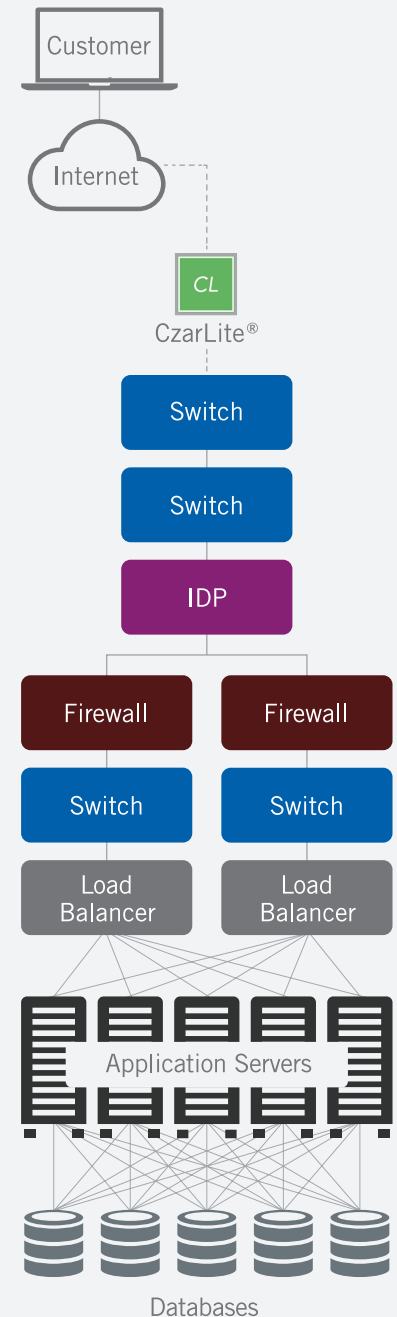 Customer
Internet
CL
CzarLite®
Switch
Switch
IDP
Firewall
Firewall
Switch
Switch
Load
Balancer
Load
Balancer
Application Servers
Databases